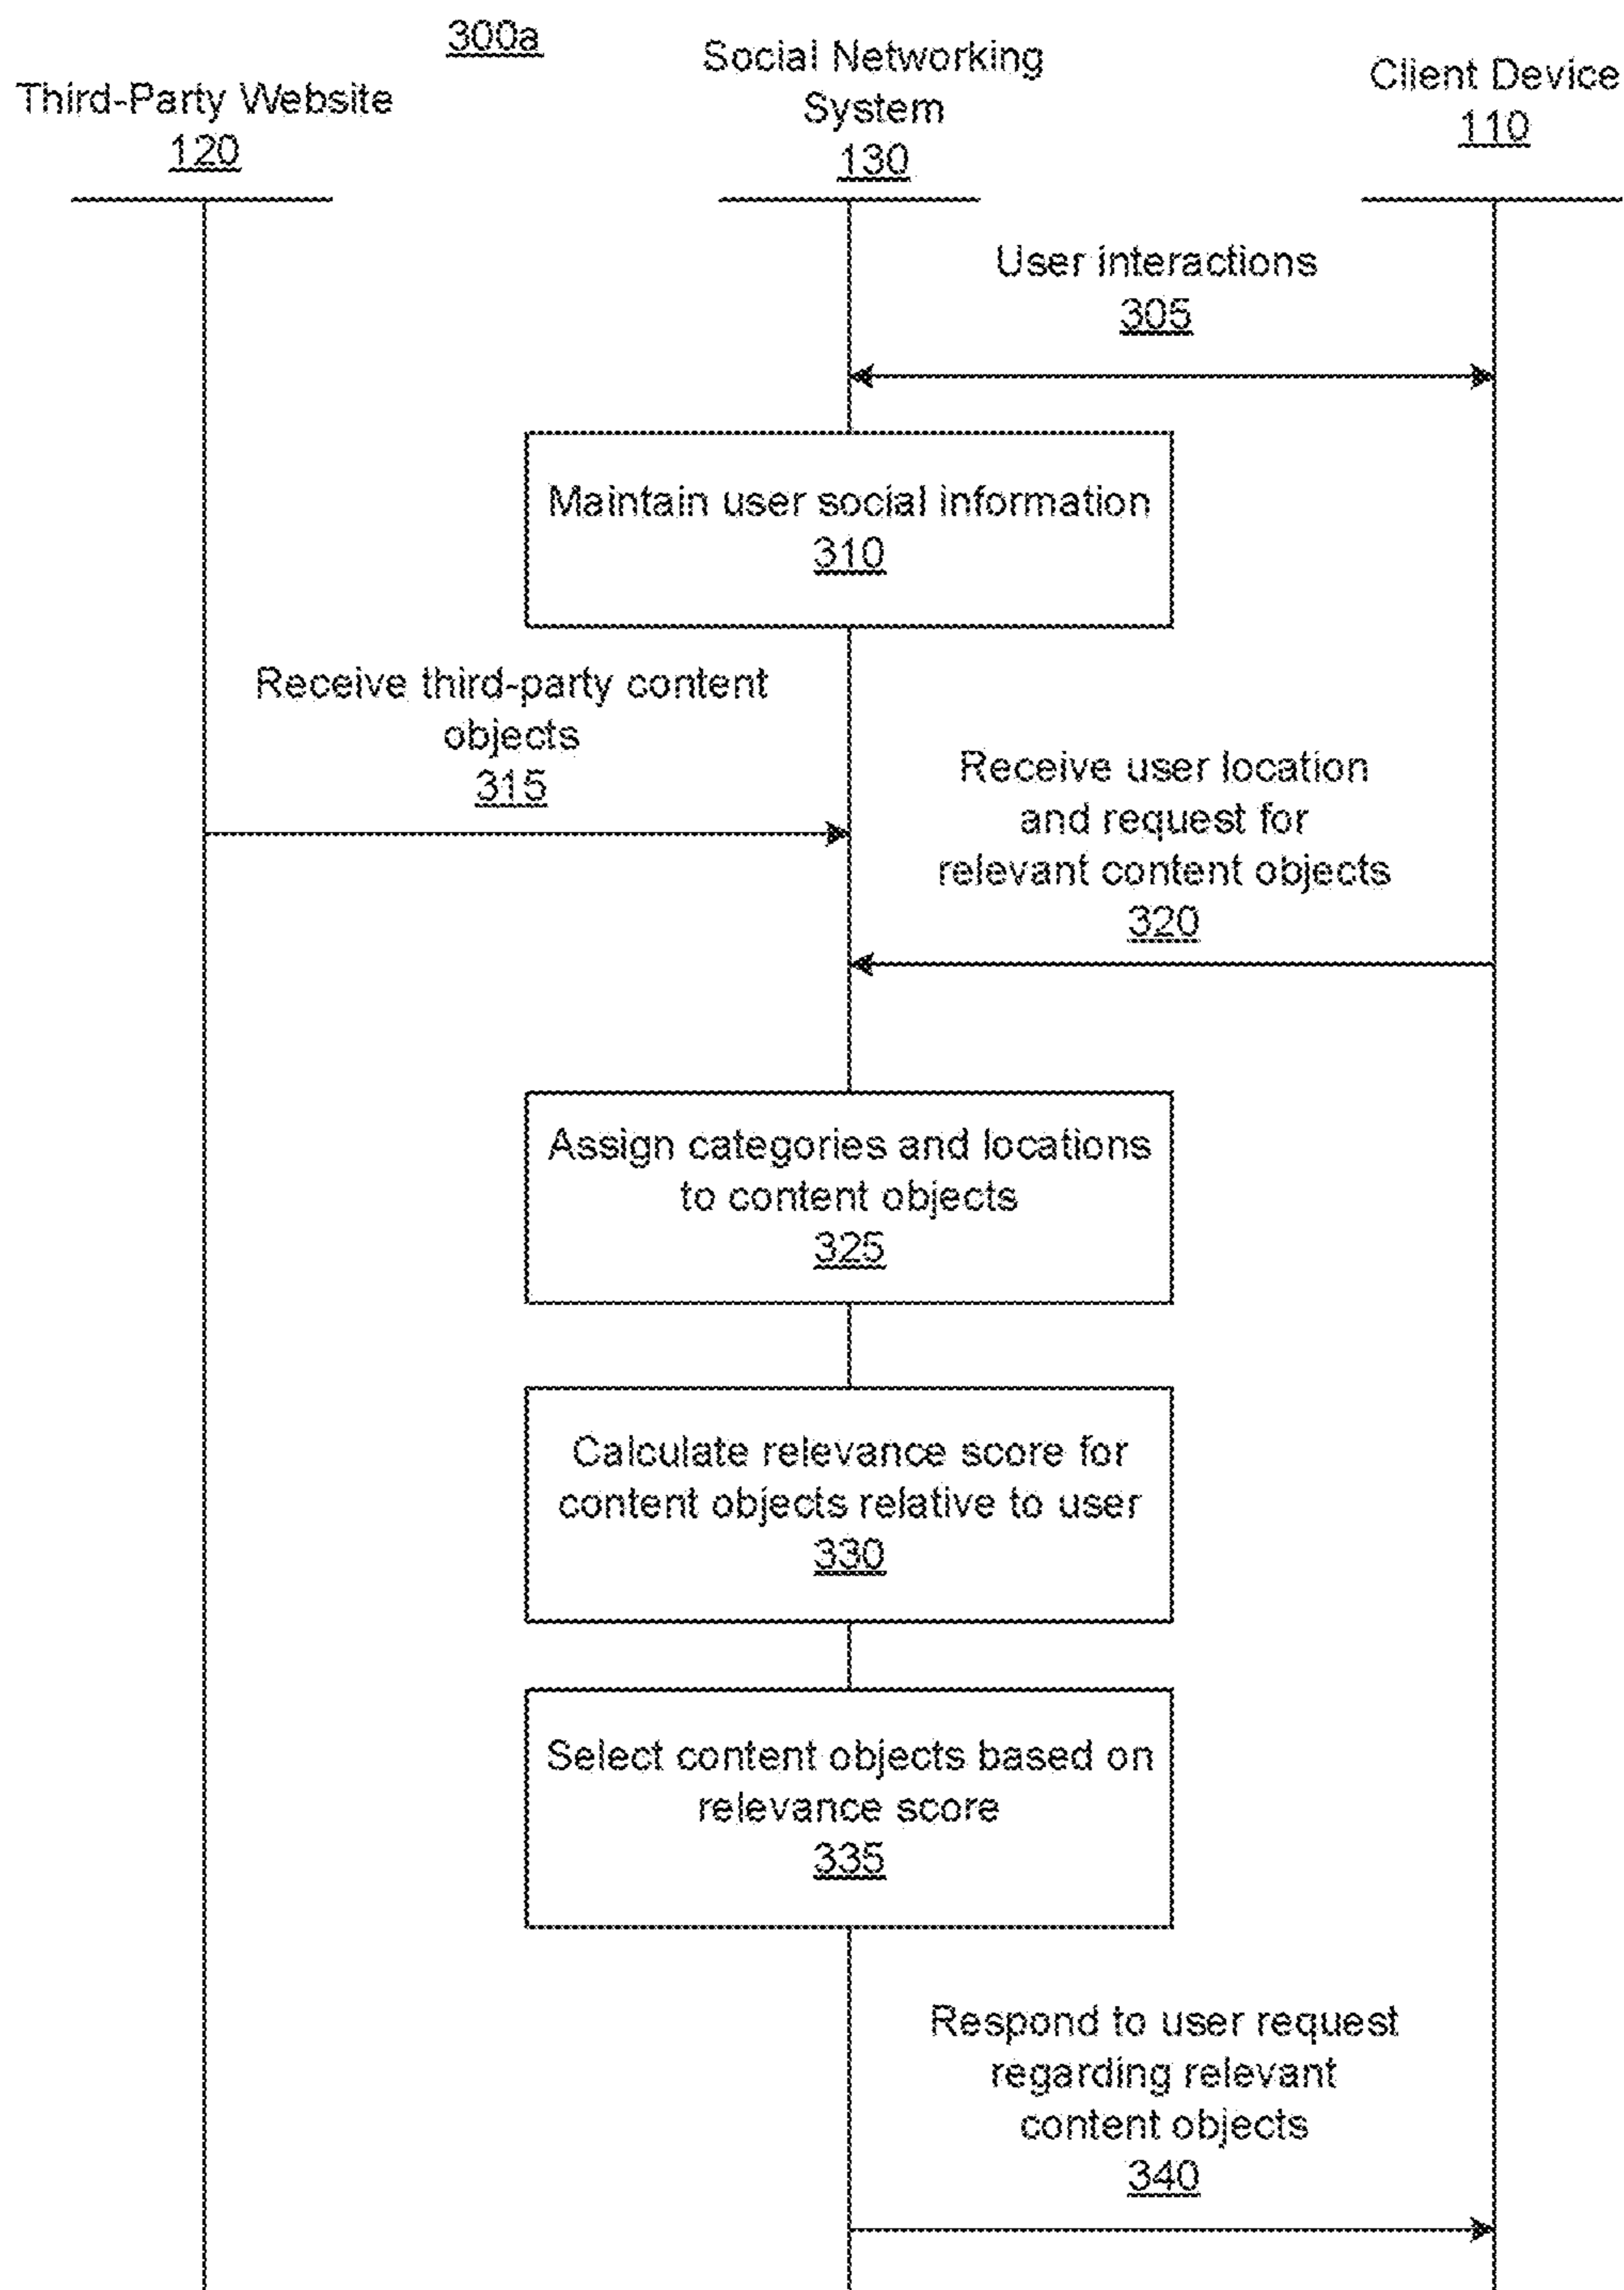 300a
Third-Party Website
120
Social Networking
System
130
Client Device
110
User interactions
305
Maintain user social information
310
Receive third-party content
objects
315
Receive user location
and request for
relevant content objects
320
Assign categories and locations
to content objects
325
Calculate relevance score for
content objects relative to user
330
Select content objects based on
relevance score
335
Respond to user request
regarding relevant
content objects
340